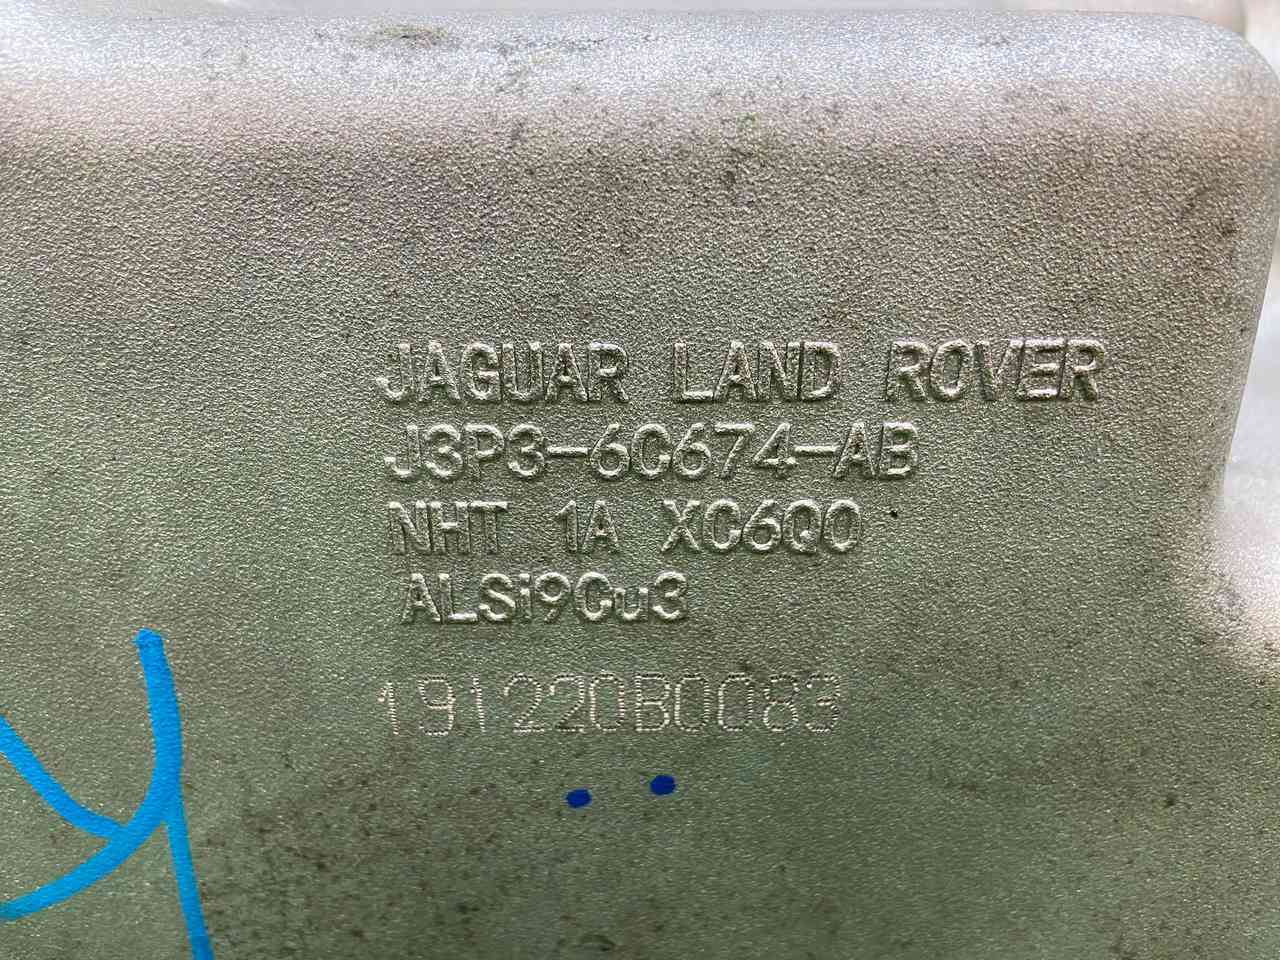 JAGUAR LAND ROVER
J3P3-6C674-AB
NHT 1A XC6Q0
ALSi9Cu3
191220B0083